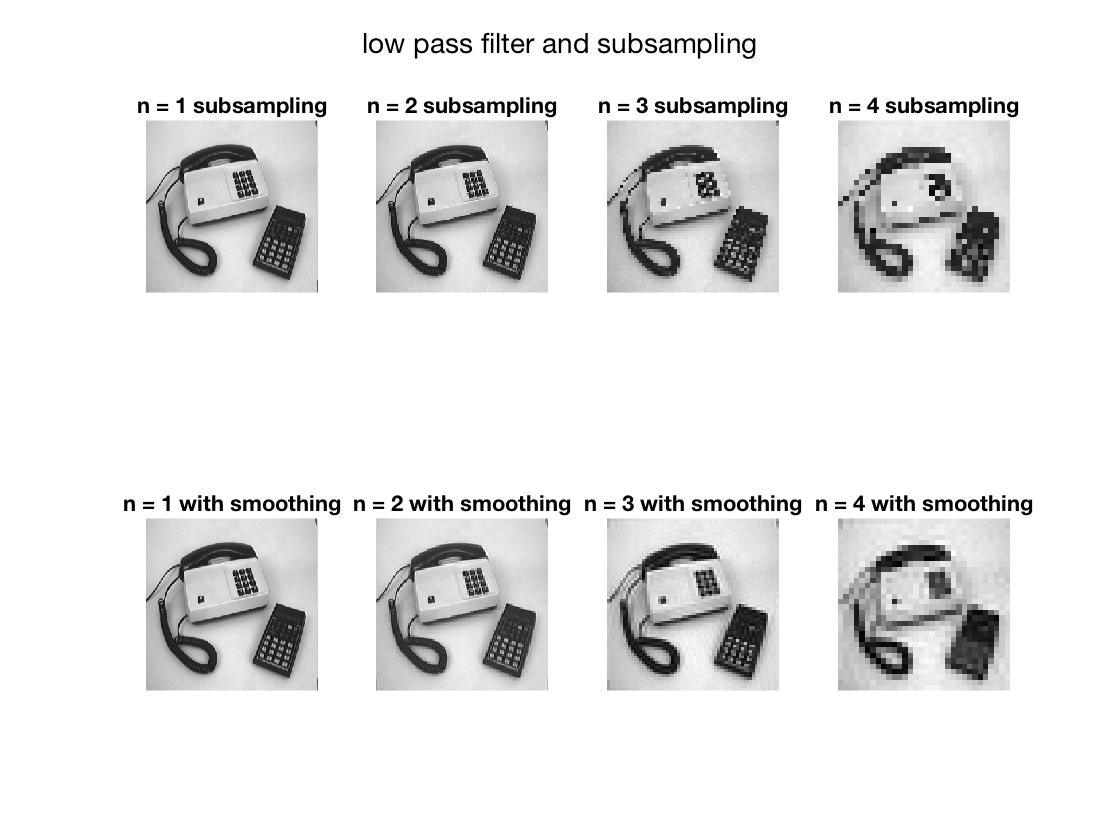 low pass filter and subsampling
n = 1 subsampling n = 2 subsampling n = 3 subsampling n = 4 subsampling
n = 1 with smoothing n = 2 with smoothing n = 3 with smoothing n = 4 with smoothing